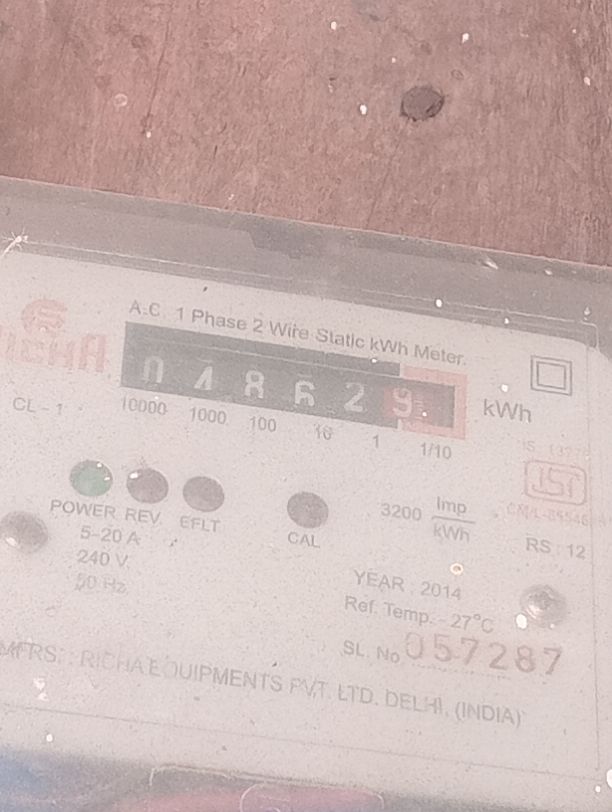 A.C. 1 Phase 2 Wire Static kWh Meter.
RICHA
0 4 8 6 2 9
kWh
CL - 1
10000 1000 100 10 1 1/10
POWER REV EFLT
CAL
3200 Imp
kWh
ISI
RS : 12
5-20 A
240 V
50 Hz
YEAR : 2014
Ref. Temp. - 27°C
SL. No 057287
MFRS. : RICHA EQUIPMENTS PVT. LTD. DELHI. (INDIA)